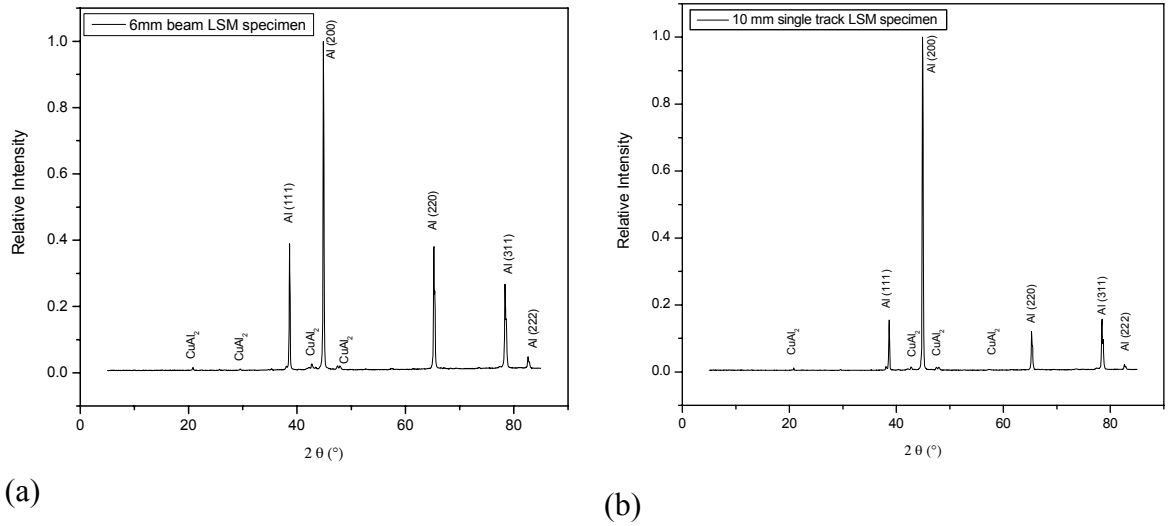 6mm beam LSM specimen
Relative Intensity
1.0
0.8
0.6
0.4
0.2
0.0
CuAl₂
CuAl₂
Al (111)
CuAl₂
Al (200)
CuAl₂
Al (220)
Al (311)
Al (222)
0 20 40 60 80
2 θ (°)
(a)
10 mm single track LSM specimen
Relative Intensity
1.0
0.8
0.6
0.4
0.2
0.0
CuAl₂
Al (111)
CuAl₂
Al (200)
CuAl₂
CuAl₂
Al (220)
Al (311)
Al (222)
0 20 40 60 80
2 θ (°)
(b)